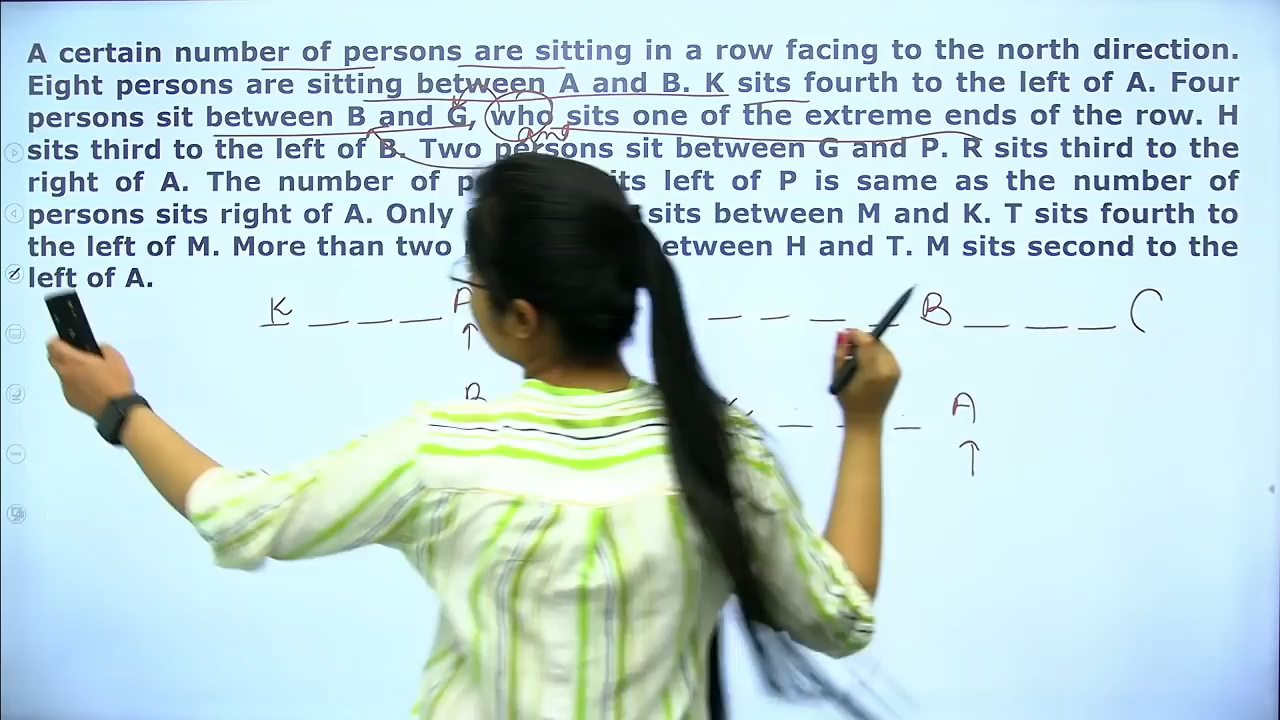 A certain number of persons are sitting in a row facing to the north direction.
Eight persons are sitting between A and B. K sits fourth to the left of A. Four
persons sit between B and G, who sits one of the extreme ends of the row. H
and
sits third to the left of B. Two persons sit between G and P. R sits third to the
right of A. The number of sits left of P is same as the number of
persons sits right of A. Only sits between M and K. T sits fourth to
the left of M. More than two between H and T. M sits second to the
left of A.
K _ _ _ A _ _ _ _ B _ _ _
_ _ _ A